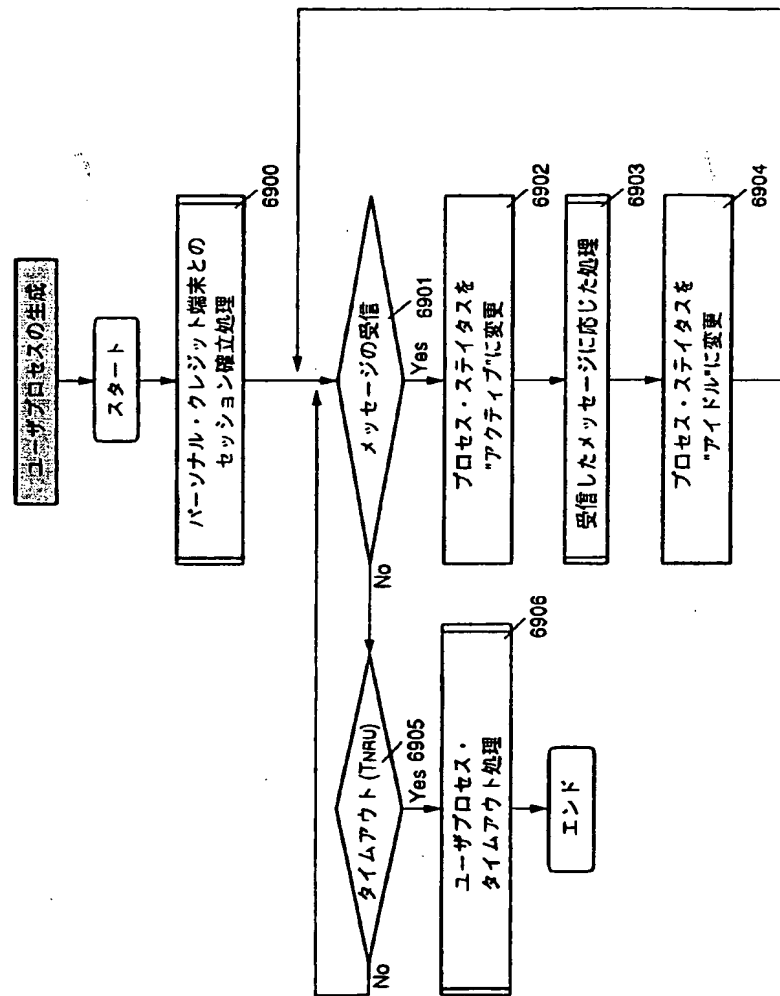 ユーザプロセスの生成
スタート
パーソナル・クレジット端末との
セッション確立処理
6900
メッセージの受信
6901
Yes
No
プロセス・ステイタスを
"アクティブ"に変更
6902
受信したメッセージに応じた処理
6903
プロセス・ステイタスを
"アイドル"に変更
6904
タイムアウト(TNRU)
6905
Yes
No
ユーザプロセス・
タイムアウト処理
6906
エンド